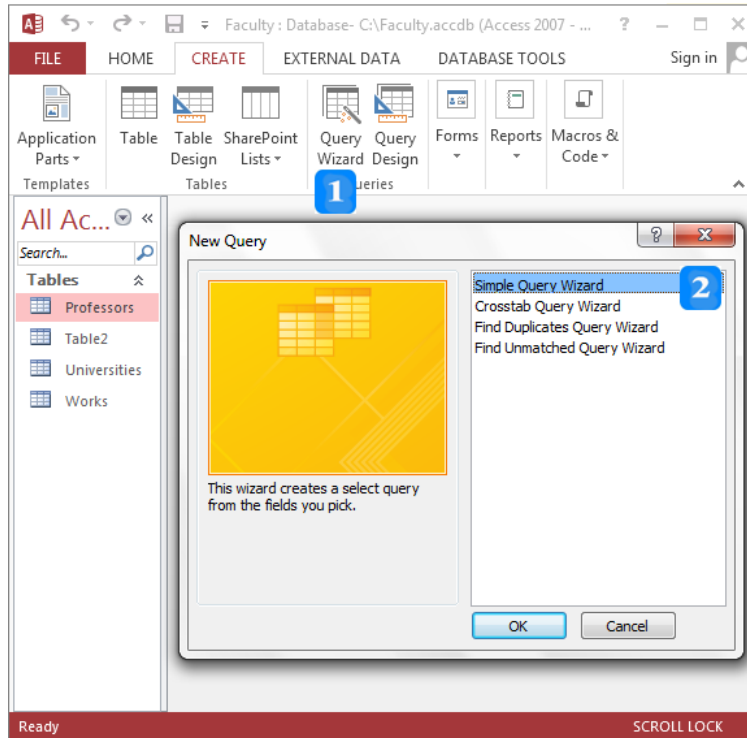 Faculty : Database- C:\Faculty.accdb (Access 2007 - ... ?
FILE HOME CREATE EXTERNAL DATA DATABASE TOOLS Sign in
Application Parts
Table
Table Design
SharePoint Lists
Query Wizard
Query Design
Forms
Reports
Macros & Code
Templates
Tables
1
All Ac... «
Search...
Tables
Professors
Table2
Universities
Works
New Query
?
Simple Query Wizard
2
Crosstab Query Wizard
Find Duplicates Query Wizard
Find Unmatched Query Wizard
This wizard creates a select query
from the fields you pick.
OK Cancel
Ready SCROLL LOCK